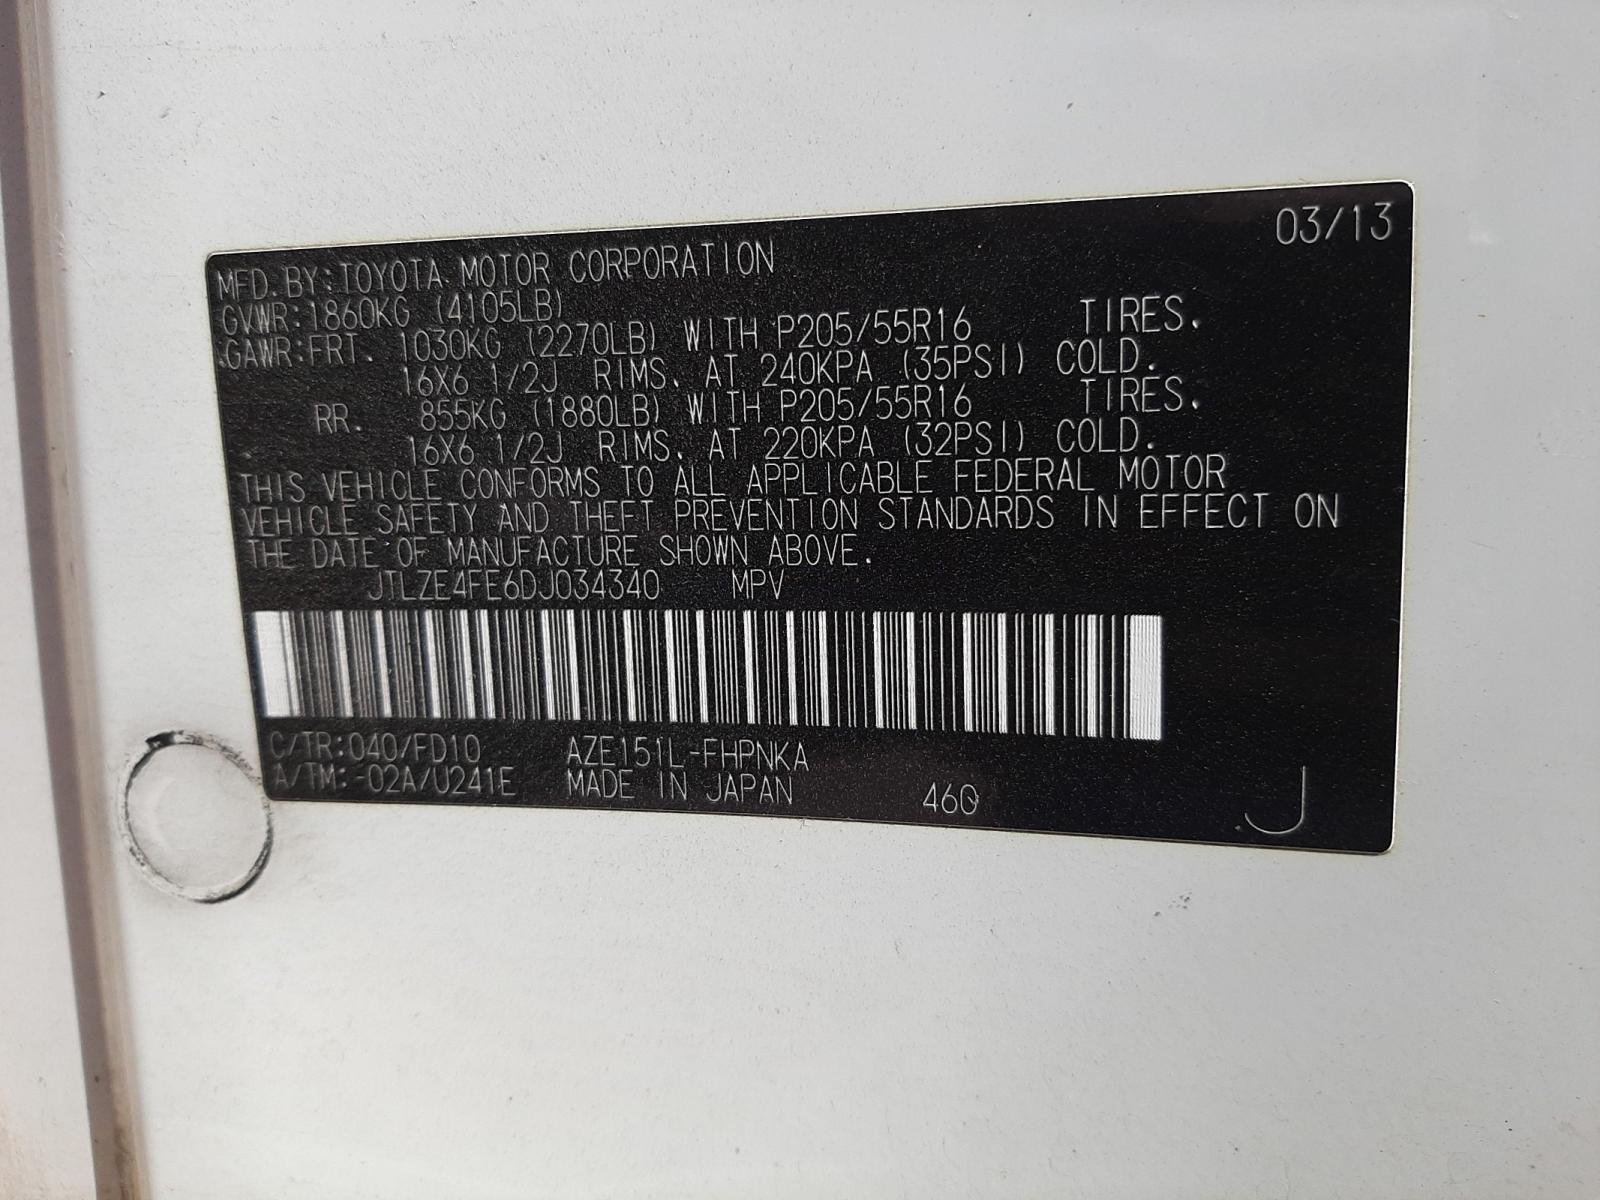 03/13
MFD. BY: TOYOTA MOTOR CORPORATION
GVWR: 1860KG (4105LB)
GAWR: FRT. 1030KG (2270LB) WITH P205/55R16 TIRES.
16X6 1/2J RIMS. AT 240KPA (35PSI) COLD.
RR. 855KG (1880LB) WITH P205/55R16 TIRES.
16X6 1/2J RIMS. AT 220KPA (32PSI) COLD.
THIS VEHICLE CONFORMS TO ALL APPLICABLE FEDERAL MOTOR
VEHICLE SAFETY AND THEFT PREVENTION STANDARDS IN EFFECT ON
THE DATE OF MANUFACTURE SHOWN ABOVE.
JTLZE4FE6DJ034340 MPV
C/TR: 040/FD10 AZE151L-FHPNKA
A/TM: -02A/U241E MADE IN JAPAN 460
J